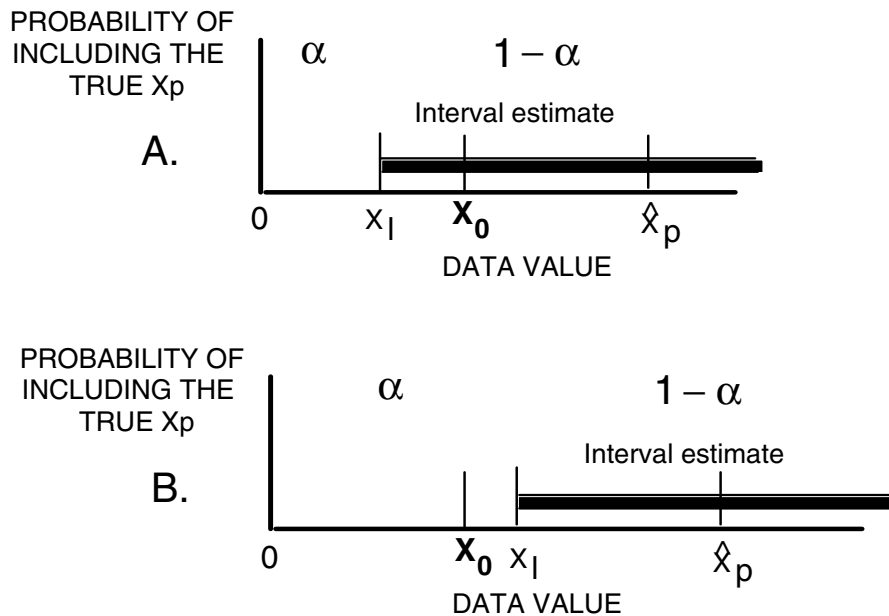 PROBABILITY OF
INCLUDING THE
TRUE Xp
α
1 – α
Interval estimate
A.
0
X_l
X_0
X̂_p
DATA VALUE
PROBABILITY OF
INCLUDING THE
TRUE Xp
α
1 – α
Interval estimate
B.
0
X_0
X_l
X̂_p
DATA VALUE